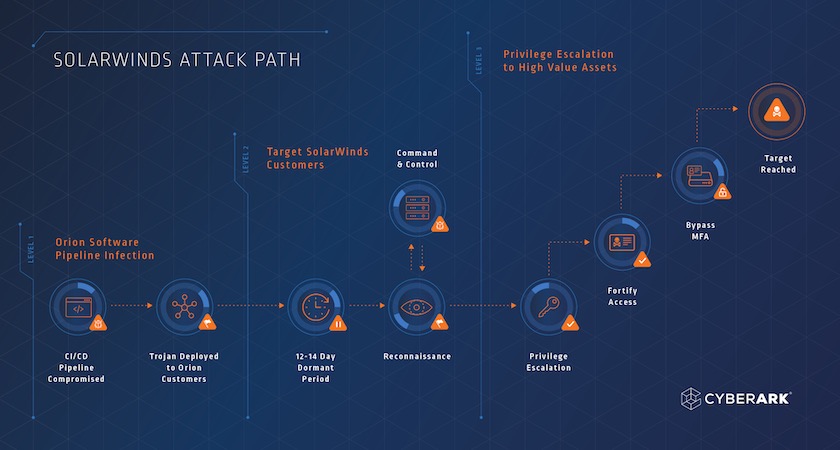 SOLARWINDS ATTACK PATH
LEVEL 1
Orion Software
Pipeline Infection
CI/CD
Pipeline
Compromised
Trojan Deployed
to Orion
Customers
LEVEL 2
Target SolarWinds
Customers
12-14 Day
Dormant
Period
Command
& Control
Reconnaissance
LEVEL 3
Privilege Escalation
to High Value Assets
Privilege
Escalation
Fortify
Access
Bypass
MFA
Target
Reached
CYBERARK®